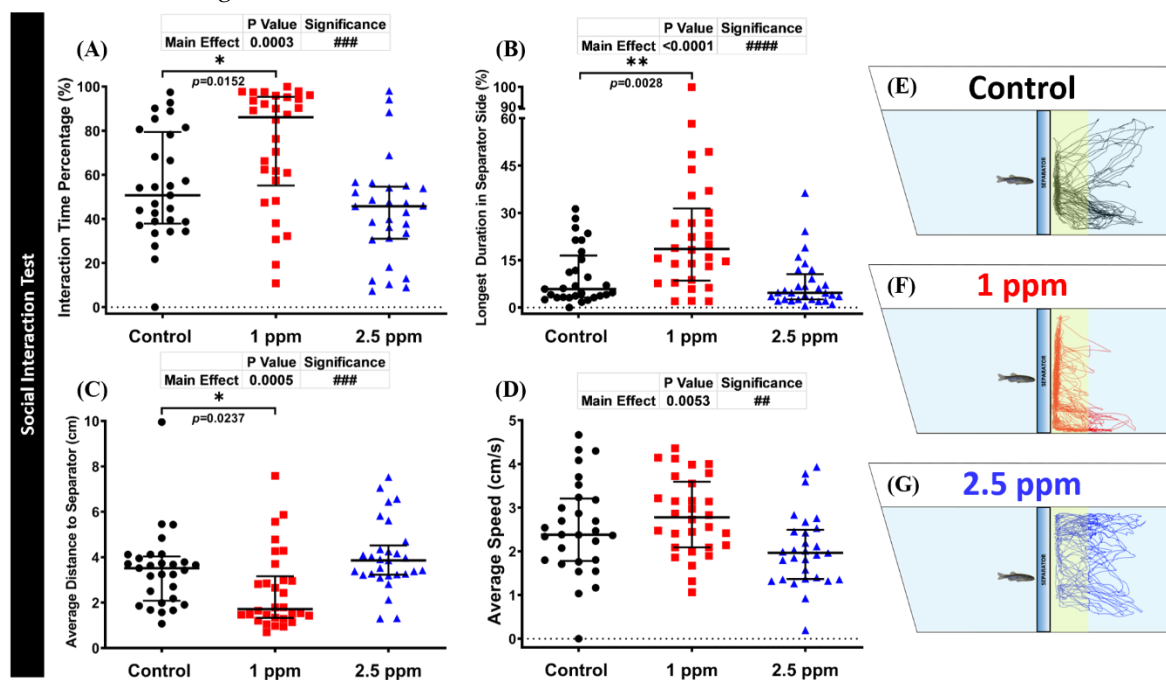 Social Interaction Test
P Value Significance
Main Effect 0.0003 ###
(A)
*
p=0.0152
Interaction Time Percentage (%)
100
80
60
40
20
0
Control 1 ppm 2.5 ppm
P Value Significance
Main Effect <0.0001 ####
(B)
**
p=0.0028
Longest Duration in Separator Side (%)
100
90
60
45
30
15
0
Control 1 ppm 2.5 ppm
P Value Significance
Main Effect 0.0005 ###
(C)
*
p=0.0237
Average Distance to Separator (cm)
10
8
6
4
2
0
Control 1 ppm 2.5 ppm
P Value Significance
Main Effect 0.0053 ##
(D)
Average Speed (cm/s)
5
4
3
2
1
0
Control 1 ppm 2.5 ppm
(E) Control
SEPARATOR
(F) 1 ppm
SEPARATOR
(G) 2.5 ppm
SEPARATOR